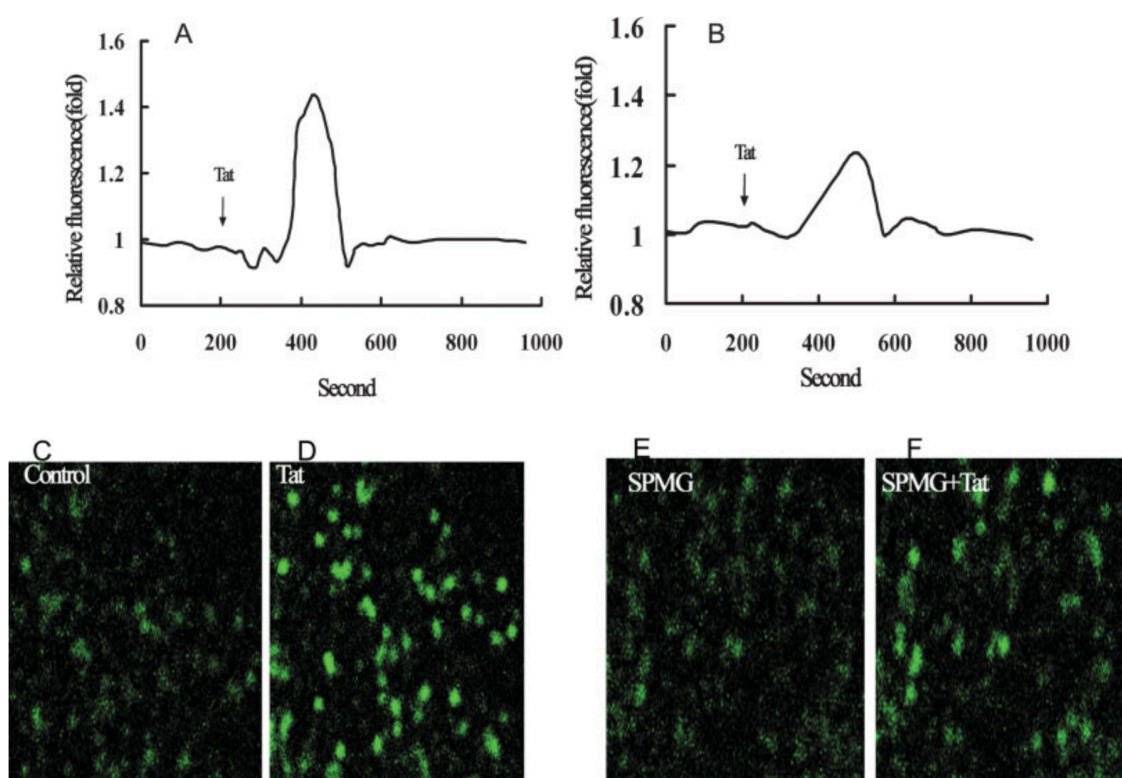 A
Relative fluorescence(fold)
1.6
1.4
1.2
1
0.8
Tat
0 200 400 600 800 1000
Second
B
Relative fluorescence(fold)
1.6
1.4
1.2
1
0.8
Tat
0 200 400 600 800 1000
Second
C
Control
D
Tat
E
SPMG
F
SPMG+Tat